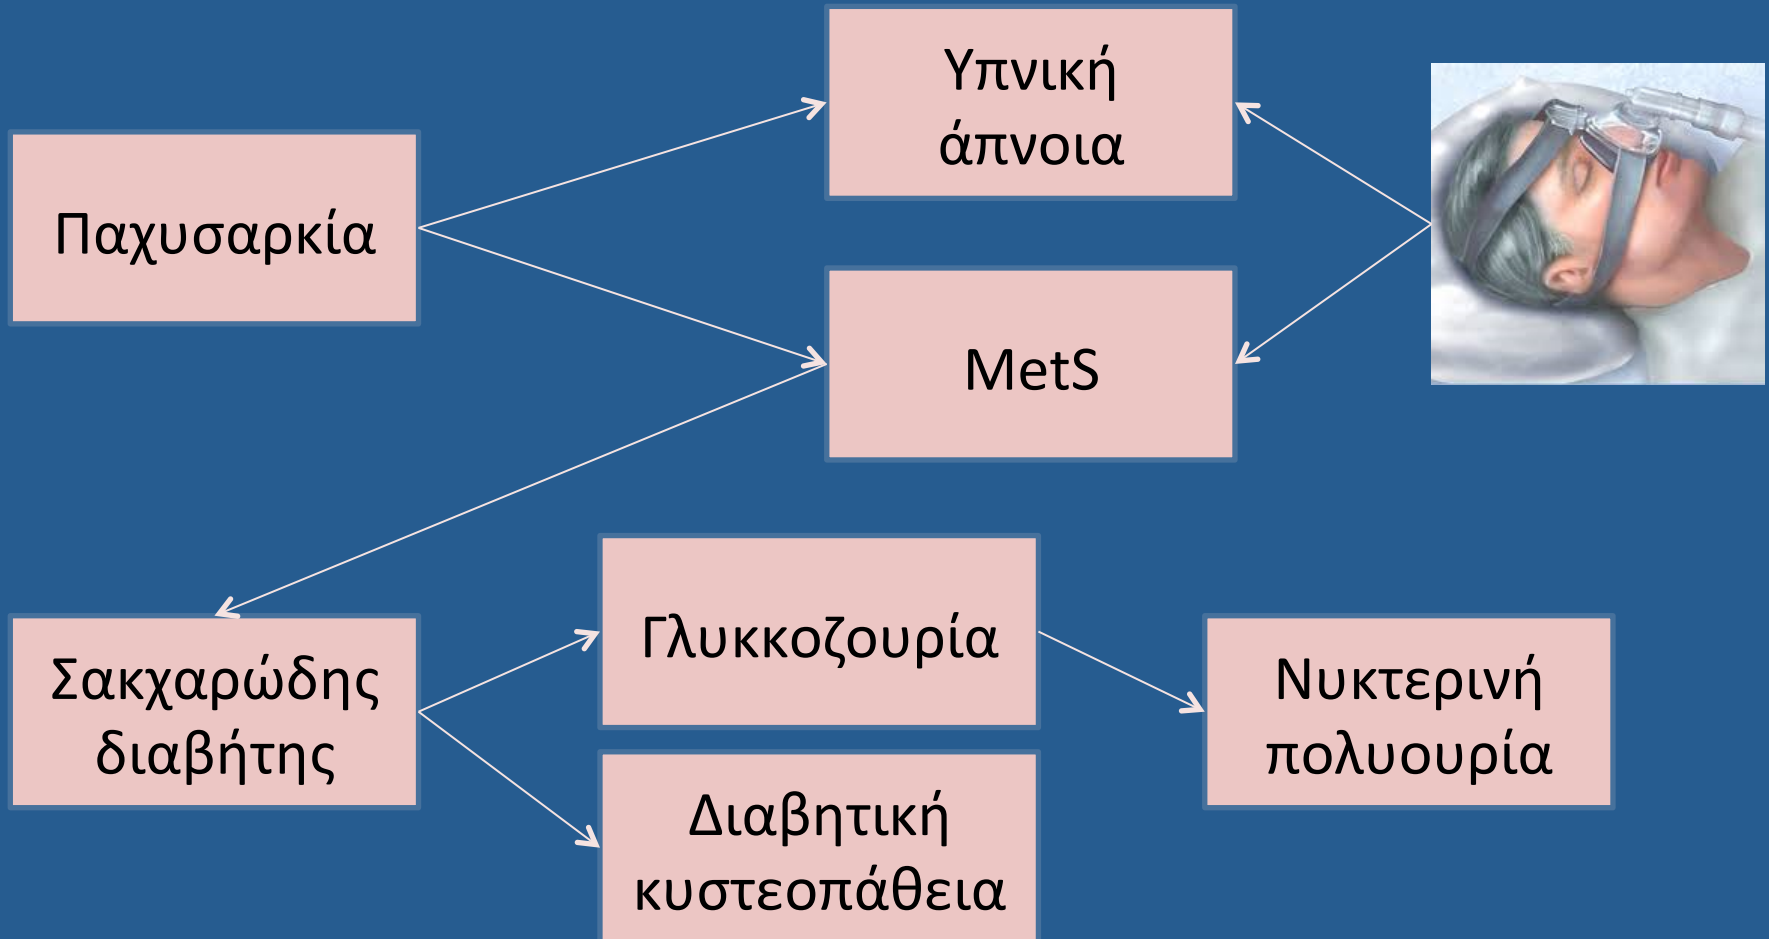 Υπνική
άπνοια
Παχυσαρκία
MetS
Γλυκκοζουρία
Σακχαρώδης
διαβήτης
Νυκτερινή
πολυουρία
Διαβητική
κυστεοπάθεια